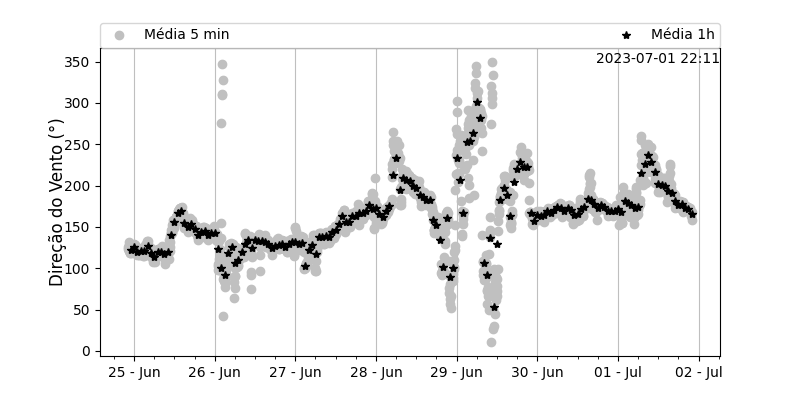 Média 5 min
Média 1h
2023-07-01 22:11
Direção do Vento (°)
350
300
250
200
150
100
50
0
25 - Jun
26 - Jun
27 - Jun
28 - Jun
29 - Jun
30 - Jun
01 - Jul
02 - Jul